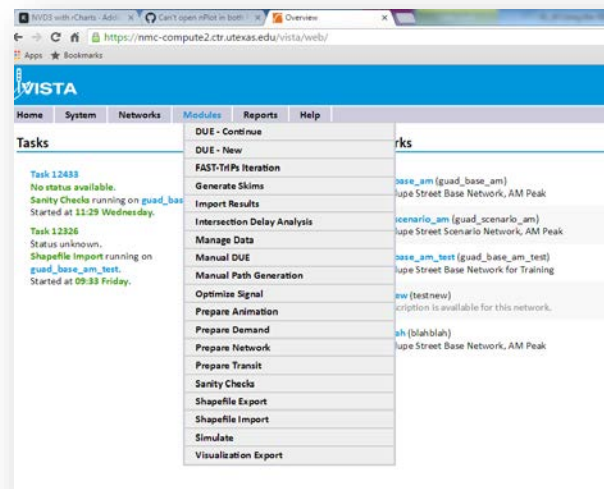 NVD3 with rCharts - Addi
Can't open nPlot in both
Overview
https://nmc-compute2.ctr.utexas.edu/vista/web/
Apps Bookmarks
VISTA
Home System Networks Modules Reports Help
Tasks
Task 12433
No status available.
Sanity Checks running on guad_bas
Started at 11:29 Wednesday.
Task 12326
Status unknown.
Shapefile Import running on
guad_base_am_test.
Started at 09:33 Friday.
DUE - Continue
DUE - New
FAST-TrIPs Iteration
Generate Skims
Import Results
Intersection Delay Analysis
Manage Data
Manual DUE
Manual Path Generation
Optimize Signal
Prepare Animation
Prepare Demand
Prepare Network
Prepare Transit
Sanity Checks
Shapefile Export
Shapefile Import
Simulate
Visualization Export
rks
base_am (guad_base_am)
lupe Street Base Network, AM Peak
scenario_am (guad_scenario_am)
lupe Street Scenario Network, AM Peak
base_am_test (guad_base_am_test)
lupe Street Base Network for Training
ew (testnew)
cription is available for this network.
ah (blahblah)
lupe Street Base Network, AM Peak